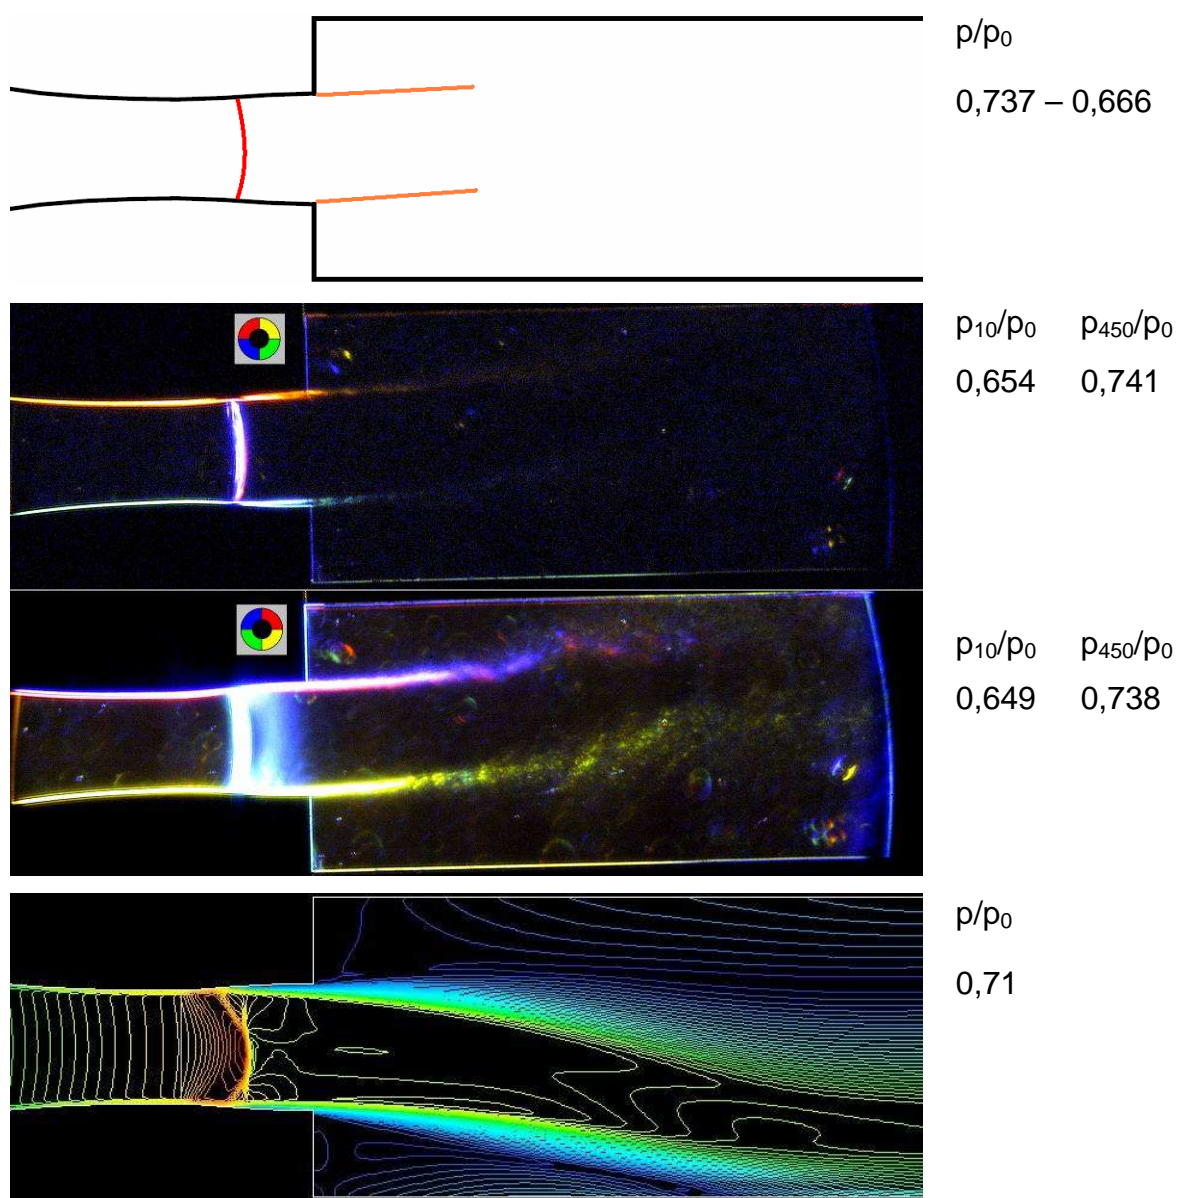 p/p₀
0,737 – 0,666
p₁₀/p₀ p₄₅₀/p₀
0,654 0,741
p₁₀/p₀ p₄₅₀/p₀
0,649 0,738
p/p₀
0,71